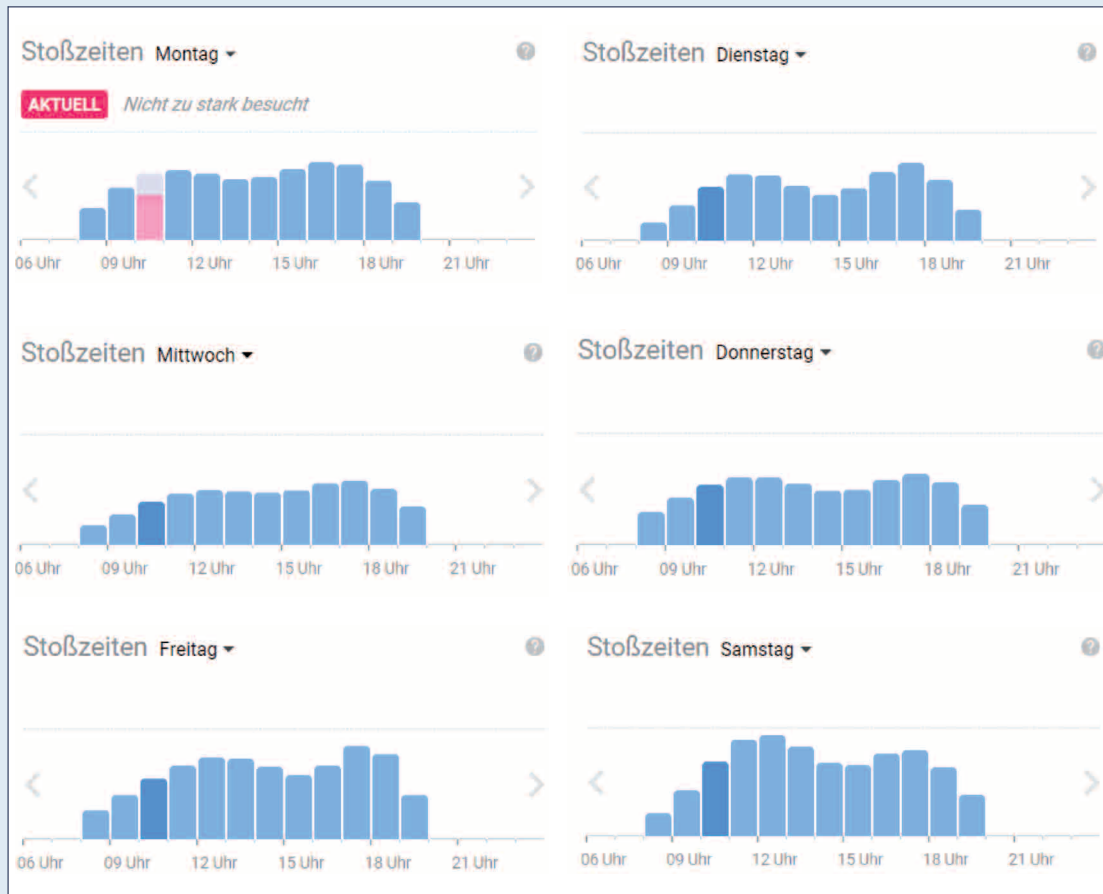 Stoßzeiten Montag
AKTUELL Nicht zu stark besucht
06 Uhr 09 Uhr 12 Uhr 15 Uhr 18 Uhr 21 Uhr
Stoßzeiten Dienstag
06 Uhr 09 Uhr 12 Uhr 15 Uhr 18 Uhr 21 Uhr
Stoßzeiten Mittwoch
06 Uhr 09 Uhr 12 Uhr 15 Uhr 18 Uhr 21 Uhr
Stoßzeiten Donnerstag
06 Uhr 09 Uhr 12 Uhr 15 Uhr 18 Uhr 21 Uhr
Stoßzeiten Freitag
06 Uhr 09 Uhr 12 Uhr 15 Uhr 18 Uhr 21 Uhr
Stoßzeiten Samstag
06 Uhr 09 Uhr 12 Uhr 15 Uhr 18 Uhr 21 Uhr